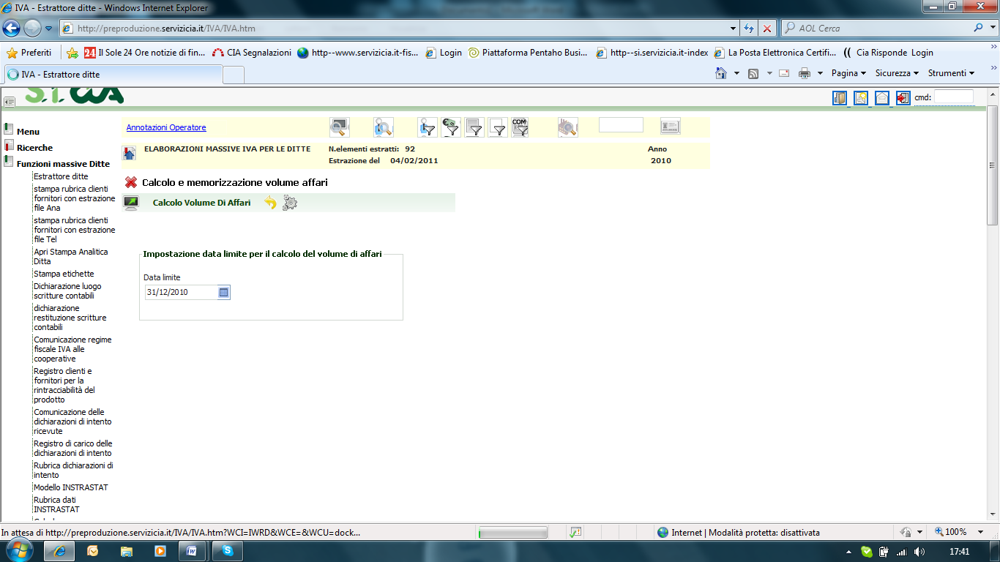 IVA - Estrattore ditte - Windows Internet Explorer
http://preproduzione.servizicia.it/IVA/IVA.htm
AOL Cerca
Preferiti
24 Il Sole 24 Ore notizie di fin...
CIA Segnalazioni
http--www.servizicia.it-fis...
Login
Piattaforma Pentaho Busi...
http--si.servizicia.it-index
La Posta Elettronica Certifi...
Cia Risponde Login
IVA - Estrattore ditte
Pagina
Sicurezza
Strumenti
S.I. CIA
cmd:
Menu
Ricerche
Funzioni massive Ditte
Estrattore ditte
stampa rubrica clienti
fornitori con estrazione
file Ana
stampa rubrica clienti
fornitori con estrazione
file Tel
Apri Stampa Analitica
Ditta
Stampa etichette
Dichiarazione luogo
scritture contabili
dichiarazione
restituzione scritture
contabili
Comunicazione regime
fiscale IVA alle
cooperative
Registro clienti e
fornitori per la
rintracciabilità del
prodotto
Comunicazione delle
dichiarazioni di intento
ricevute
Registro di carico delle
dichiarazioni di intento
Rubrica dichiarazioni di
intento
Modello INSTRASTAT
Rubrica dati
INSTRASTAT
Annotazioni Operatore
COM
ELABORAZIONI MASSIVE IVA PER LE DITTE
N.elementi estratti: 92
Anno
Estrazione del 04/02/2011
2010
Calcolo e memorizzazione volume affari
Calcolo Volume Di Affari
Impostazione data limite per il calcolo del volume di affari
Data limite
31/12/2010
In attesa di http://preproduzione.servizicia.it/IVA/IVA.htm?WCI=IWRD&WCE=&WCU=dock...
Internet | Modalità protetta: disattivata
100%
17:41